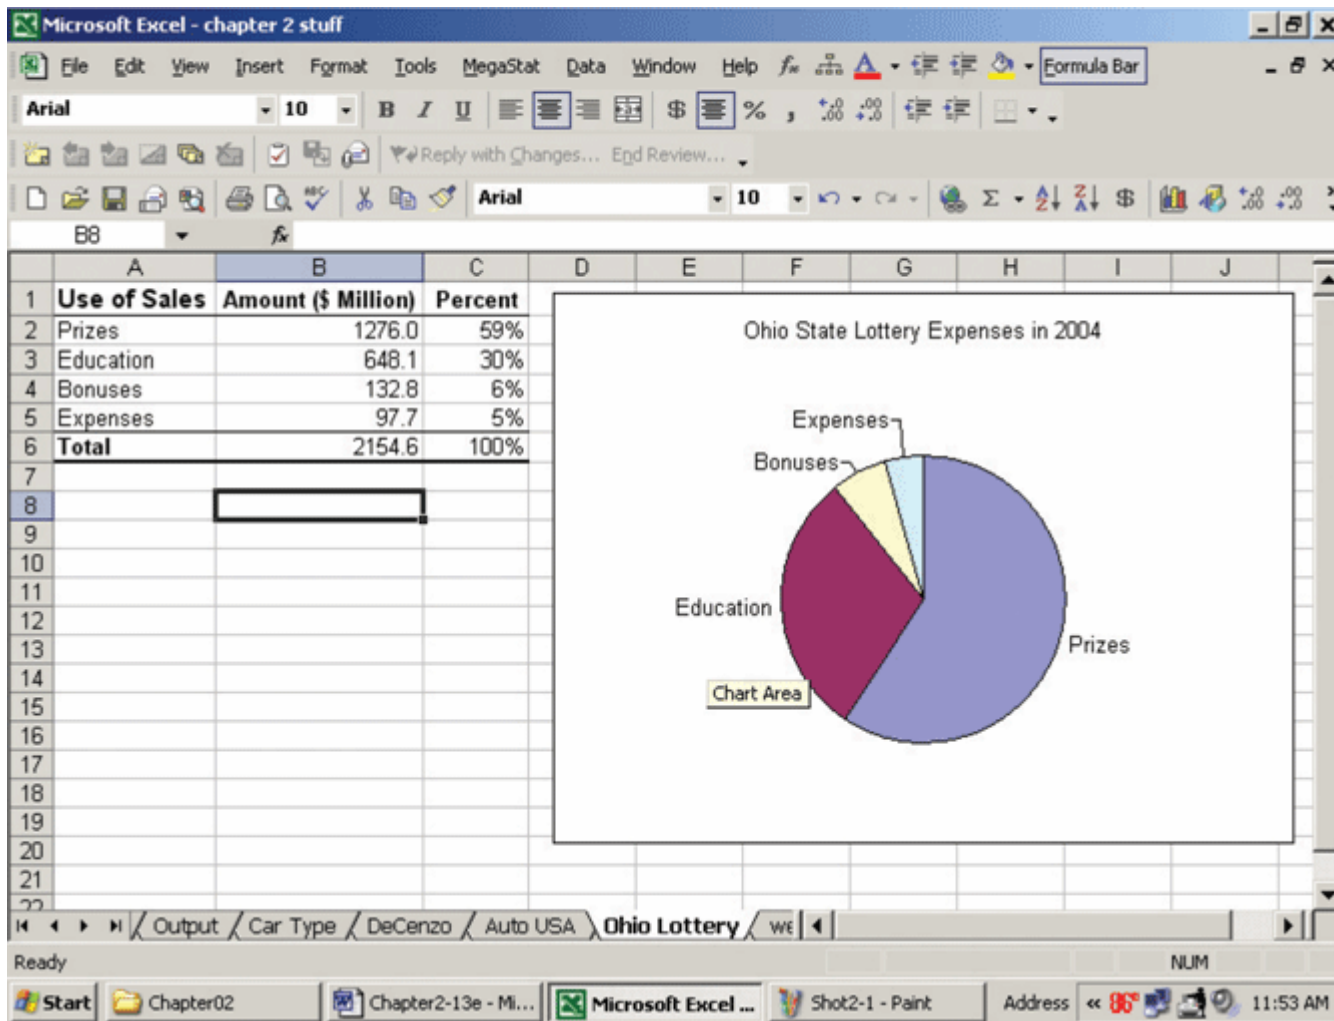 Microsoft Excel - chapter 2 stuff
File Edit View Insert Format Tools MegaStat Data Window Help Formula Bar
Arial 10 B I U $ % ,
Reply with Changes... End Review...
Arial 10 Σ $
B8 fx
A B C D E F G H I J
1 Use of Sales Amount ($ Million) Percent
2 Prizes 1276.0 59%
3 Education 648.1 30%
4 Bonuses 132.8 6%
5 Expenses 97.7 5%
6 Total 2154.6 100%
7
8
9
10
11
12
13
14
15
16
17
18
19
20
21
22
Ohio State Lottery Expenses in 2004
Expenses
Bonuses
Education
Prizes
Chart Area
Output Car Type DeCenzo Auto USA Ohio Lottery we
Ready NUM
Start Chapter02 Chapter2-13e - Mi... Microsoft Excel ... Shot2-1 - Paint Address « 86° 11:53 AM